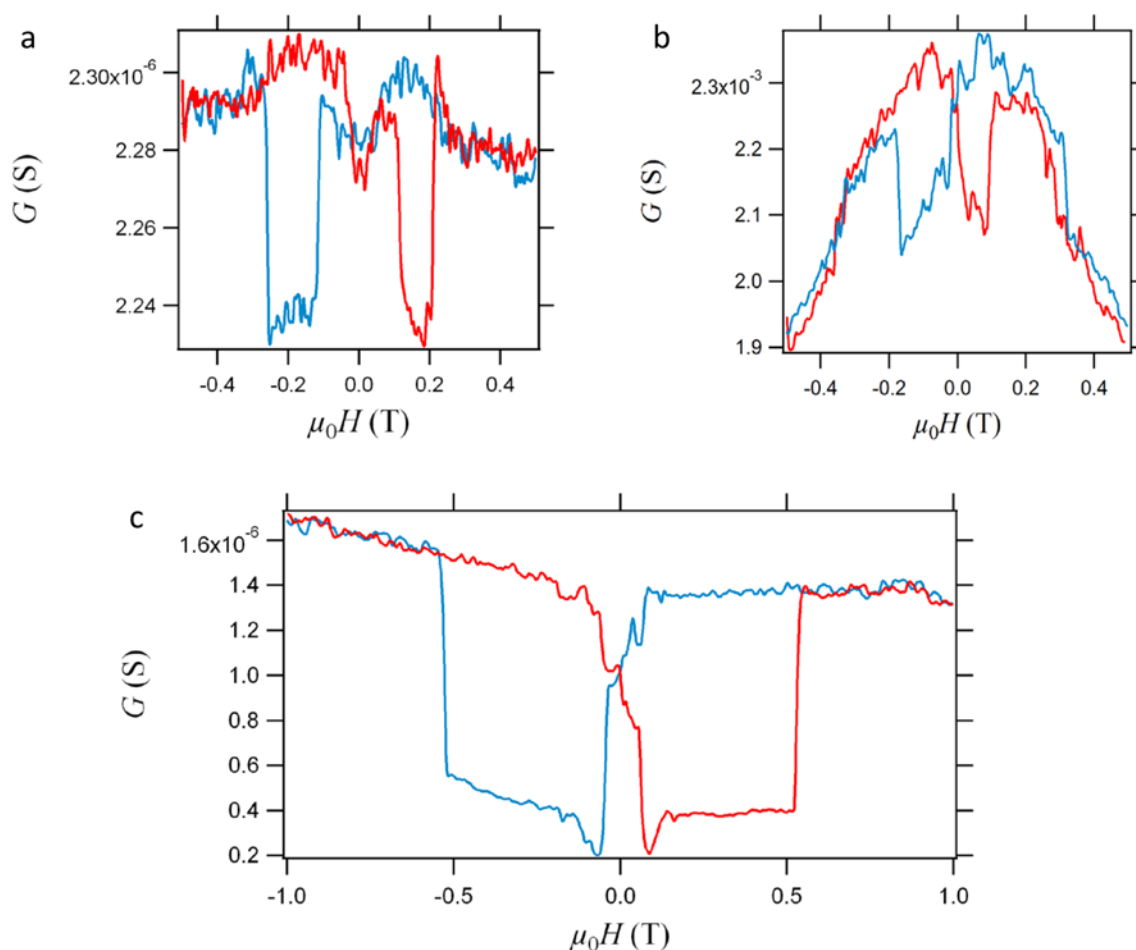 a
2.30x10⁻⁶
2.28
2.26
2.24
G (S)
-0.4 -0.2 0.0 0.2 0.4
μ₀H (T)
b
2.3x10⁻³
2.2
2.1
2.0
1.9
G (S)
-0.4 -0.2 0.0 0.2 0.4
μ₀H (T)
c
1.6x10⁻⁶
1.4
1.2
1.0
0.8
0.6
0.4
0.2
G (S)
-1.0 -0.5 0.0 0.5 1.0
μ₀H (T)